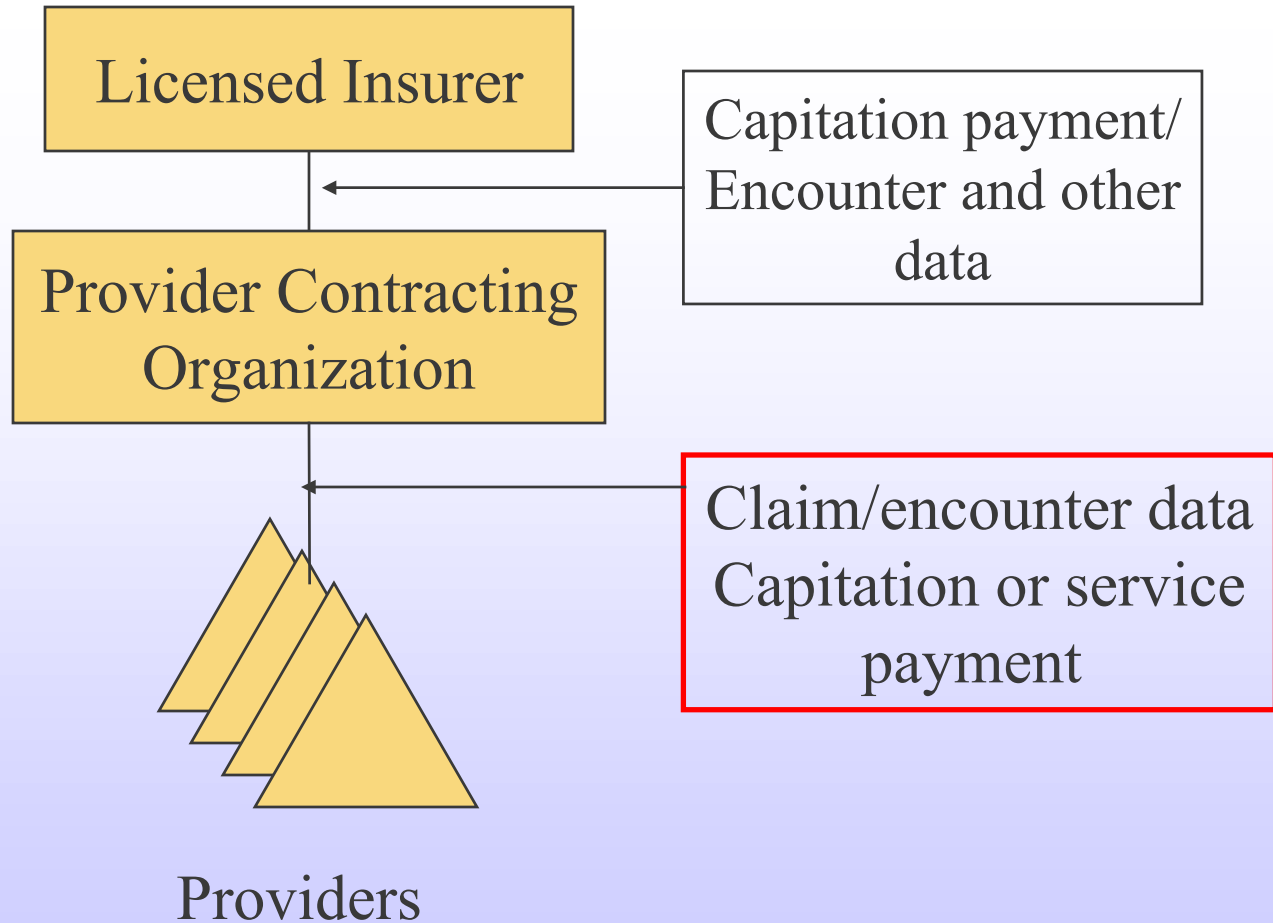 Licensed Insurer
Capitation payment/
Encounter and other
data
Provider Contracting
Organization
Claim/encounter data
Capitation or service
payment
Providers